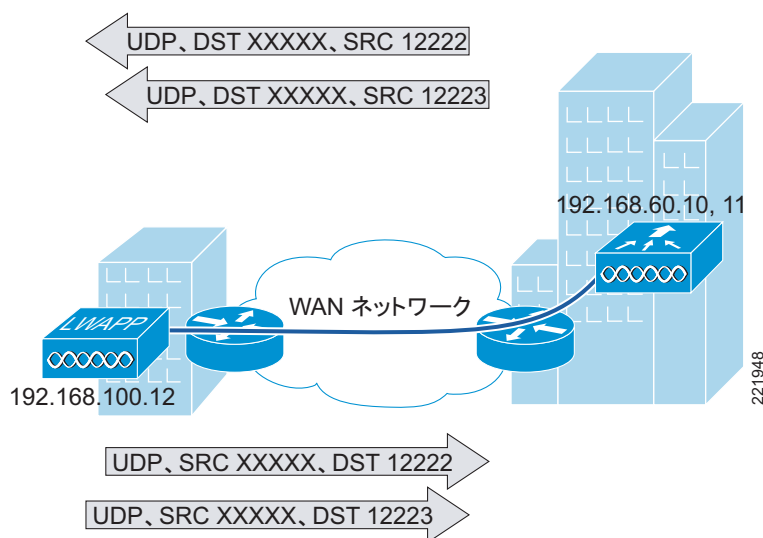 UDP、DST XXXXX、SRC 12222
UDP、DST XXXXX、SRC 12223
192.168.60.10, 11
WAN ネットワーク
LWAPP
192.168.100.12
221948
UDP、SRC XXXXX、DST 12222
UDP、SRC XXXXX、DST 12223